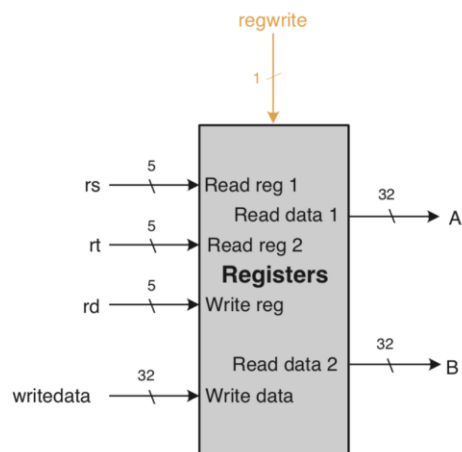 regwrite
1
5
rs
Read reg 1
32
Read data 1
A
5
rt
Read reg 2
Registers
5
rd
Write reg
32
Read data 2
B
32
writedata
Write data